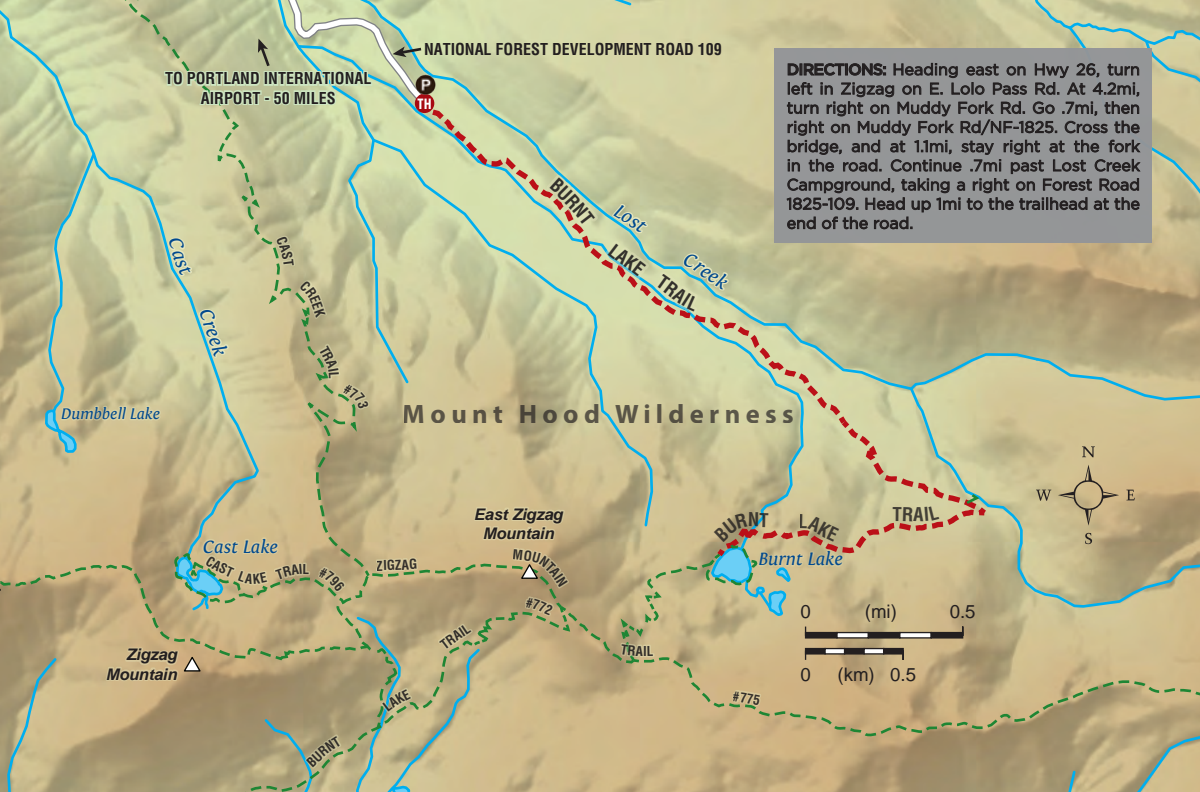 NATIONAL FOREST DEVELOPMENT ROAD 109
TO PORTLAND INTERNATIONAL
AIRPORT - 50 MILES
P
TH
DIRECTIONS: Heading east on Hwy 26, turn
left in Zigzag on E. Lolo Pass Rd. At 4.2mi,
turn right on Muddy Fork Rd. Go .7mi, then
right on Muddy Fork Rd/NF-1825. Cross the
bridge, and at 1.1mi, stay right at the fork
in the road. Continue .7mi past Lost Creek
Campground, taking a right on Forest Road
1825-109. Head up 1mi to the trailhead at the
end of the road.
BURNT LAKE TRAIL
Lost Creek
Cast Creek
CAST CREEK TRAIL #773
Dumbbell Lake
Mount Hood Wilderness
N
W E
S
East Zigzag
Mountain
BURNT LAKE TRAIL
Burnt Lake
Cast Lake
CAST LAKE TRAIL #796
ZIGZAG MOUNTAIN
TRAIL
#775
Zigzag
Mountain
BURNT LAKE TRAIL #772
0 (mi) 0.5
0 (km) 0.5